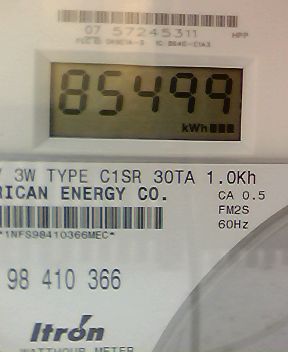 07 57245311 HPP
85499
kWh
3W TYPE C1SR 30TA 1.0Kh
RICAN ENERGY CO. CA 0.5
FM2S
*1NFS98410366MEC* 60Hz
98 410 366
Itron
WATTHOUR METER